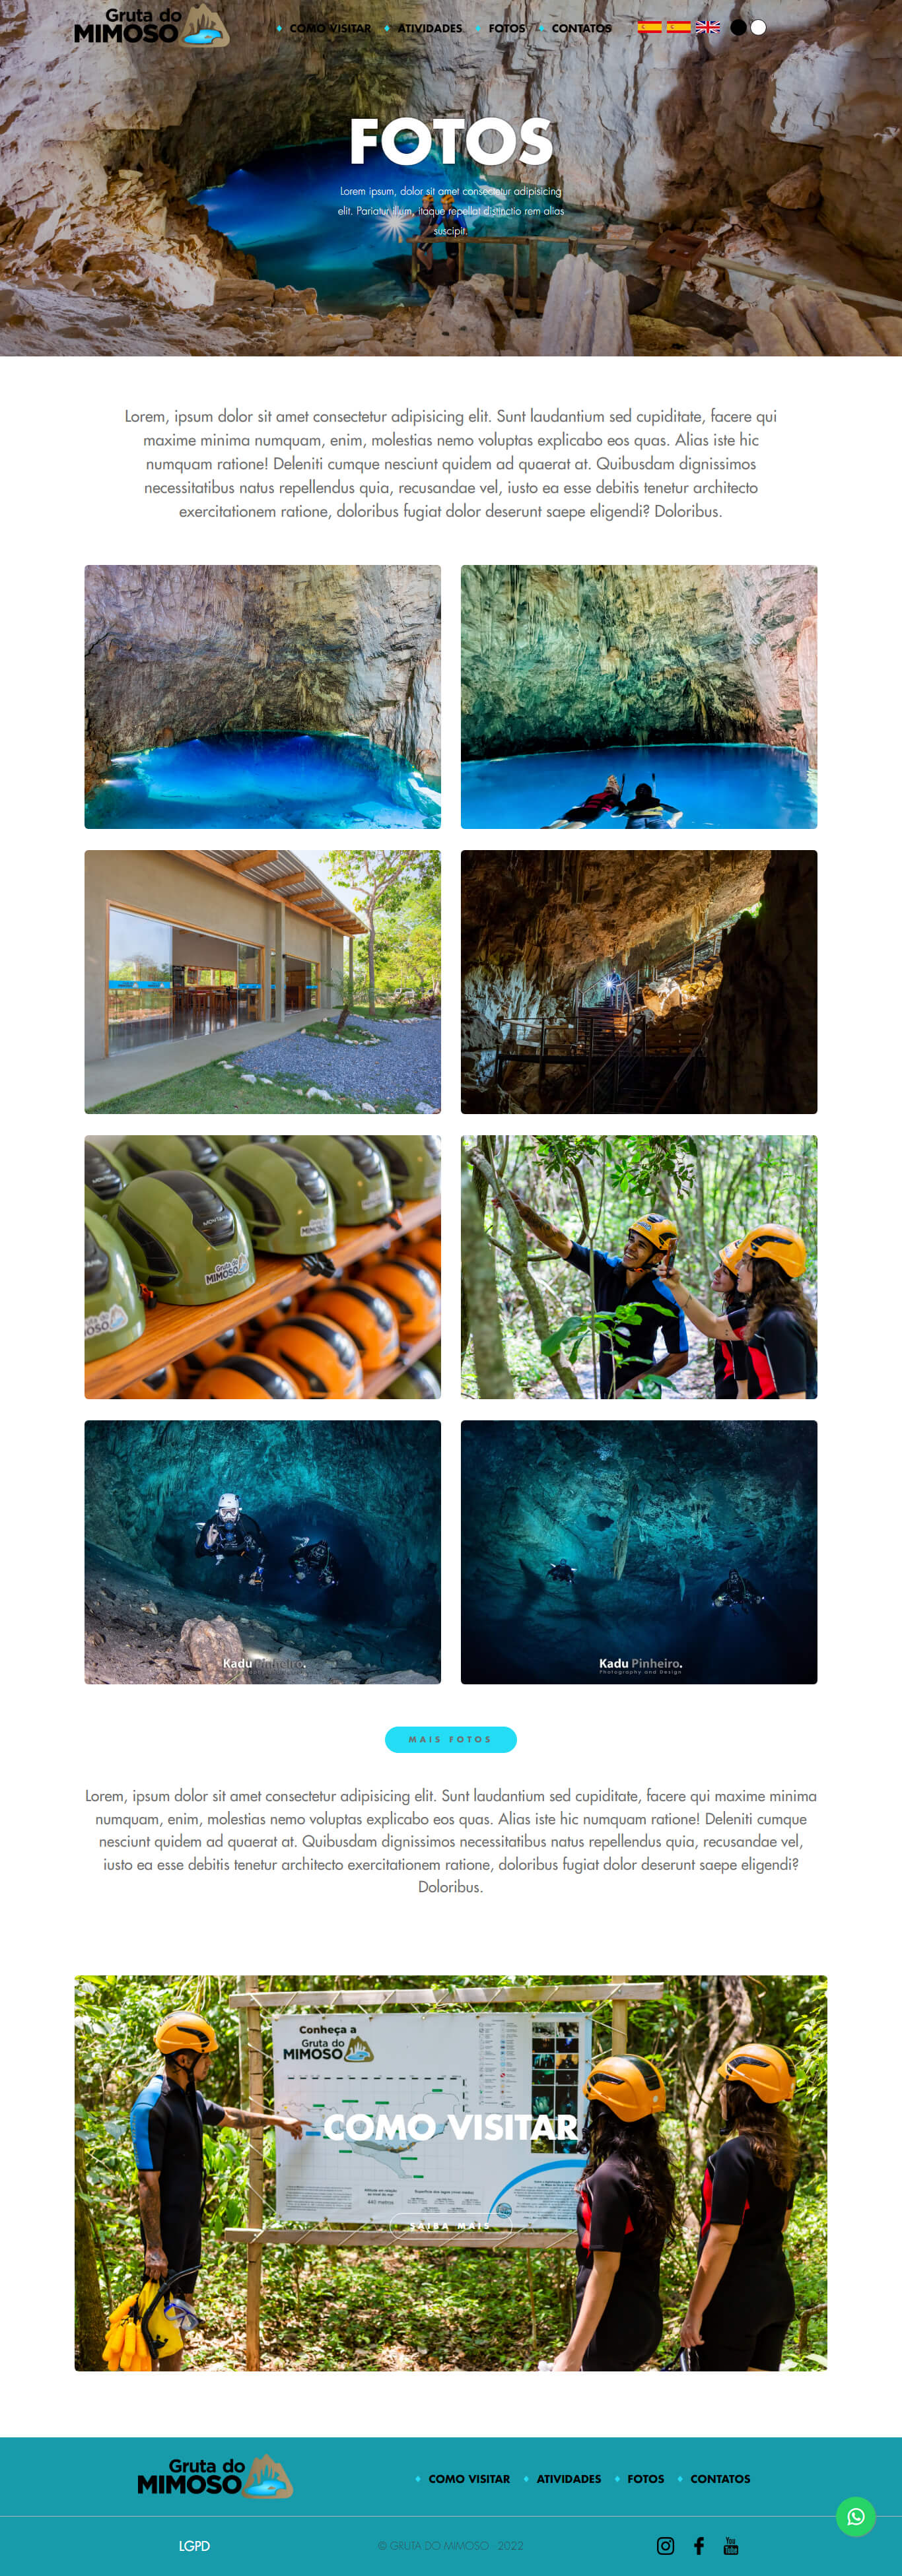 Gruta do
MIMOSO
COMO VISITAR
ATIVIDADES
FOTOS
CONTATOS
FOTOS
Lorem ipsum, dolor sit amet consectetur adipisicing
elit. Pariatur illum, itaque repellat distinctio rem alias
suscipit.
Lorem, ipsum dolor sit amet consectetur adipisicing elit. Sunt laudantium sed cupiditate, facere qui
maxime minima numquam, enim, molestias nemo voluptas explicabo eos quas. Alias iste hic
numquam ratione! Deleniti cumque nesciunt quidem ad quaerat at. Quibusdam dignissimos
necessitatibus natus repellendus quia, recusandae vel, iusto ea esse debitis tenetur architecto
exercitationem ratione, doloribus fugiat dolor deserunt saepe eligendi? Doloribus.
Gruta do
MIMOSO
Kadu Pinheiro.
Kadu Pinheiro.
Photography and Design
MAIS FOTOS
Lorem, ipsum dolor sit amet consectetur adipisicing elit. Sunt laudantium sed cupiditate, facere qui maxime minima
numquam, enim, molestias nemo voluptas explicabo eos quas. Alias iste hic numquam ratione! Deleniti cumque
nesciunt quidem ad quaerat at. Quibusdam dignissimos necessitatibus natus repellendus quia, recusandae vel,
iusto ea esse debitis tenetur architecto exercitationem ratione, doloribus fugiat dolor deserunt saepe eligendi?
Doloribus.
Conheça a
Gruta do
MIMOSO
COMO VISITAR
SAIBA MAIS
Gruta do
MIMOSO
COMO VISITAR
ATIVIDADES
FOTOS
CONTATOS
LGPD
© GRUTA DO MIMOSO - 2022
You
Tube